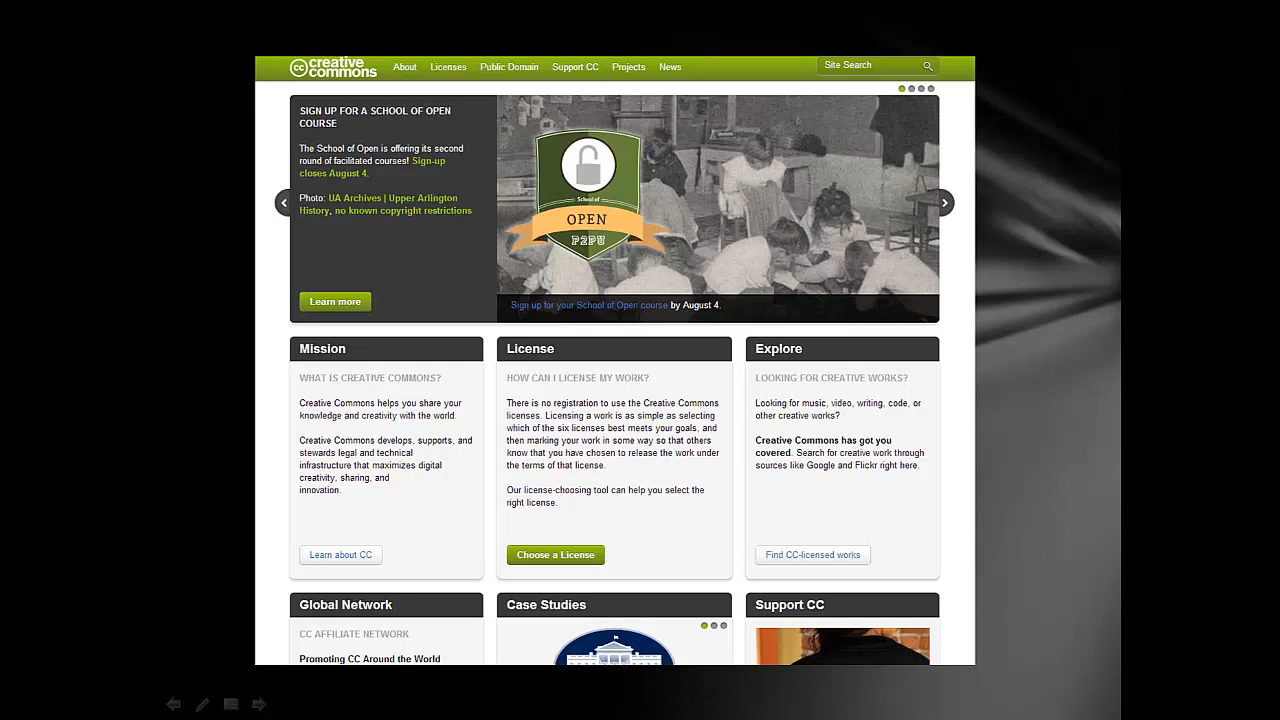 creative commons
About Licenses Public Domain Support CC Projects News
Site Search
SIGN UP FOR A SCHOOL OF OPEN
COURSE
The School of Open is offering its second
round of facilitated courses! Sign-up
closes August 4.
Photo: UA Archives | Upper Arlington
History, no known copyright restrictions
Learn more
School of
OPEN
P2PU
Sign up for your School of Open course by August 4.
Mission
WHAT IS CREATIVE COMMONS?
Creative Commons helps you share your
knowledge and creativity with the world.
Creative Commons develops, supports, and
stewards legal and technical
infrastructure that maximizes digital
creativity, sharing, and
innovation.
Learn about CC
License
HOW CAN I LICENSE MY WORK?
There is no registration to use the Creative Commons
licenses. Licensing a work is as simple as selecting
which of the six licenses best meets your goals, and
then marking your work in some way so that others
know that you have chosen to release the work under
the terms of that license.
Our license-choosing tool can help you select the
right license.
Choose a License
Explore
LOOKING FOR CREATIVE WORKS?
Looking for music, video, writing, code, or
other creative works?
Creative Commons has got you
covered. Search for creative work through
sources like Google and Flickr right here.
Find CC-licensed works
Global Network
CC AFFILIATE NETWORK
Promoting CC Around the World
Case Studies
Support CC